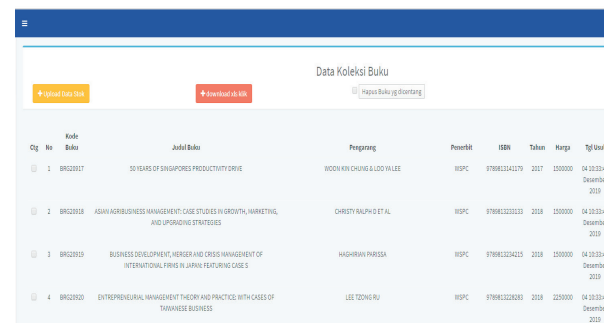 Data Koleksi Buku
Upload Data Disik
download xls klik
Hapus Buku yg dicentang
Ctg No Kode Buku Judul Buku Pengarang Penerbit ISBN Tahun Harga Tgl Usul
1 BRG20917 50 YEARS OF SINGAPORES PRODUCTIVITY DRIVE WOON KIN CHUNG & LOO YA LEE WSPC 9789813141179 2017 1500000 04 10:33:
Desembe
2019
2 BRG20918 ASIAN AGRIBUSINESS MANAGEMENT: CASE STUDIES IN GROWTH, MARKETING, CHRISTY RALPH D ET AL WSPC 9789813233133 2018 1500000 04 10:33:
AND UPGRADING STRATEGIES Desembe
2019
3 BRG20919 BUSINESS DEVELOPMENT, MERGER AND CRISIS MANAGEMENT OF HAGHIRIAN PARISSA WSPC 9789813234215 2018 1500000 04 10:33:
INTERNATIONAL FIRMS IN JAPAN: FEATURING CASE S Desembe
2019
4 BRG20920 ENTREPRENEURIAL MANAGEMENT THEORY AND PRACTICE: WITH CASES OF LEE TZONG RU WSPC 9789813228283 2018 2250000 04 10:33:
TAIWANESE BUSINESS Desembe
2019